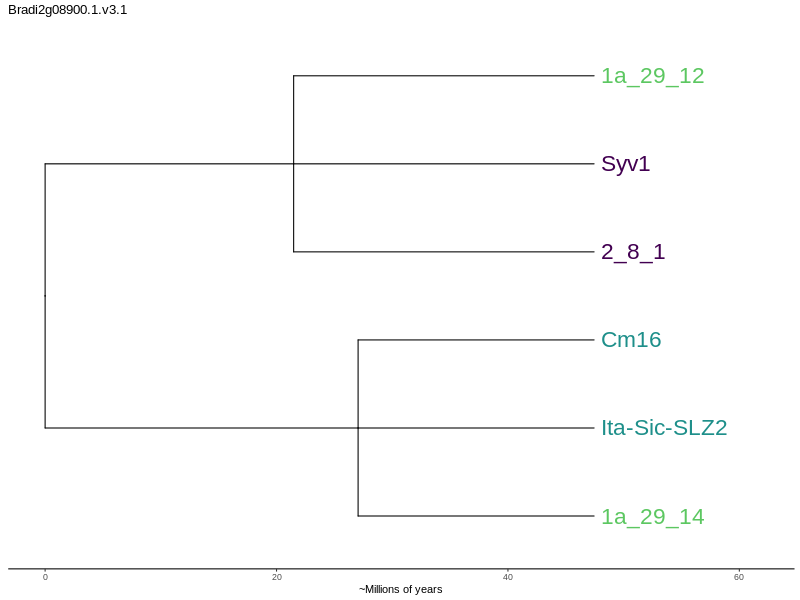 Bradi2g08900.1.v3.1
1a_29_12
Syv1
2_8_1
Cm16
Ita-Sic-SLZ2
1a_29_14
0 20 40 60
~Millions of years